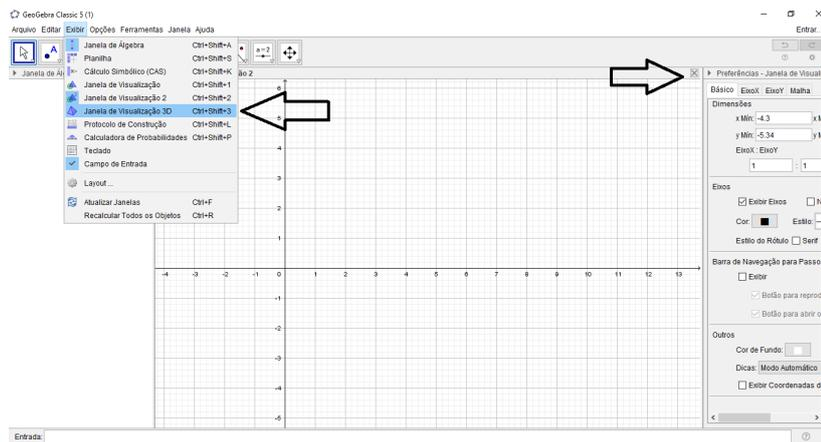 GeoGebra Classic 5 (1)
Arquivo Editar Exibir Opções Ferramentas Janela Ajuda
Entrar...
Janela de Álgebra Ctrl+Shift+A
Planilha Ctrl+Shift+S
Cálculo Simbólico (CAS) Ctrl+Shift+K
Janela de Visualização Ctrl+Shift+1
Janela de Visualização 2 Ctrl+Shift+2
Janela de Visualização 3D Ctrl+Shift+3
Protocolo de Construção Ctrl+Shift+L
Calculadora de Probabilidades Ctrl+Shift+P
Teclado
Campo de Entrada
Layout ...
Atualizar Janelas Ctrl+F
Recalcular Todos os Objetos Ctrl+R
A
a=2
Janela de Ál
ão 2
6
5
4
3
2
1
-4 -3 -2 -1 0 1 2 3 4 5 6 7 8 9 10 11 12 13
-1
-2
-3
-4
-5
Preferências - Janela de Visuali
Básico EixoX EixoY Malha
Dimensões
x Mín: -4.3 x M
y Mín: -5.34 y M
EixoX : EixoY
1 : 1
Eixos
Exibir Eixos N
Cor: Estilo:
Estilo do Rótulo Serif
Barra de Navegação para Passo
Exibir
Botão para reprod
Botão para abrir o
Outros
Cor de Fundo:
Dicas: Modo Automático
Exibir Coordenadas d
Entrada: